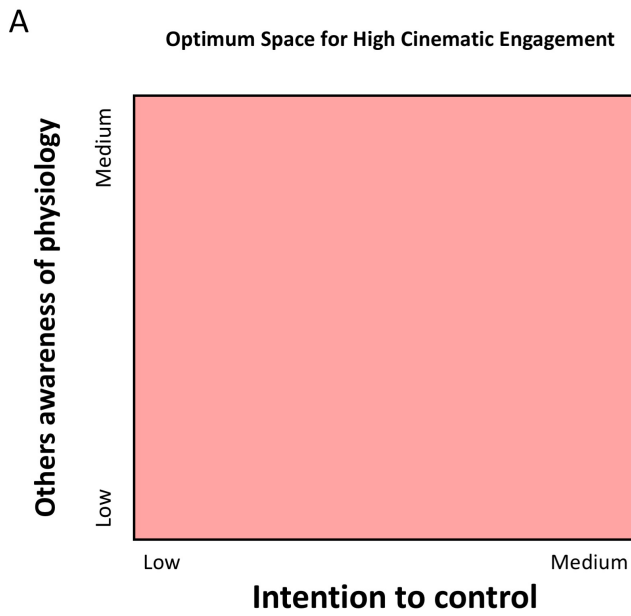 A
Optimum Space for High Cinematic Engagement
Others awareness of physiology
Medium
Low
Low
Medium
Intention to control